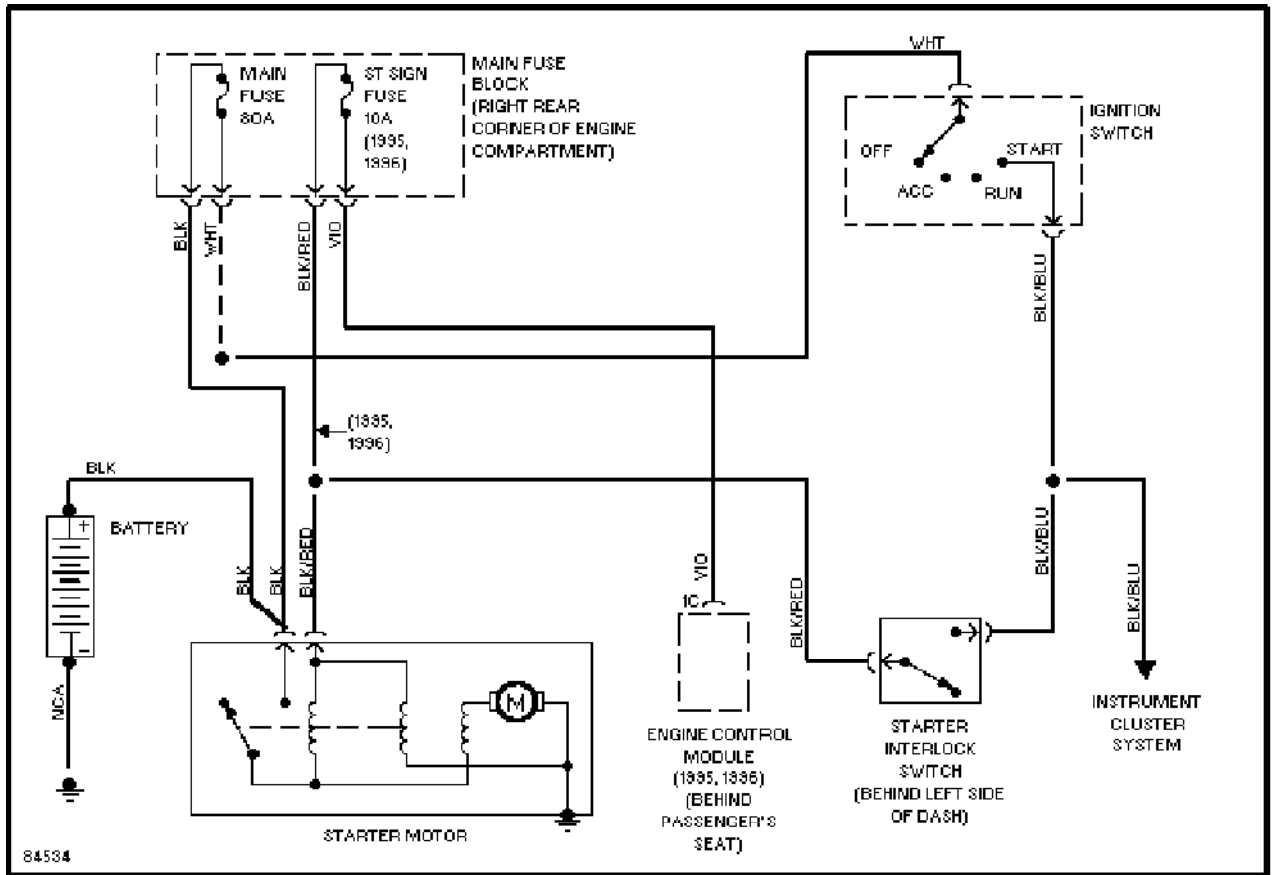 WHT
MAIN
FUSE
80A
ST SIGN
FUSE
10A
(1995,
1996)
MAIN FUSE
BLOCK
(RIGHT REAR
CORNER OF ENGINE
COMPARTMENT)
IGNITION
SWITCH
OFF
START
ACC
RUN
BLK
WHT
BLK/RED
VIO
BLK/BLU
(1995,
1996)
BLK
BATTERY
+
-
BLK
BLK
BLK/RED
VIO
1C
BLK/RED
BLK/BLU
BLK/BLU
NCA
M
STARTER MOTOR
ENGINE CONTROL
MODULE
(1995, 1996)
(BEHIND
PASSENGER'S
SEAT)
STARTER
INTERLOCK
SWITCH
(BEHIND LEFT SIDE
OF DASH)
INSTRUMENT
CLUSTER
SYSTEM
84534